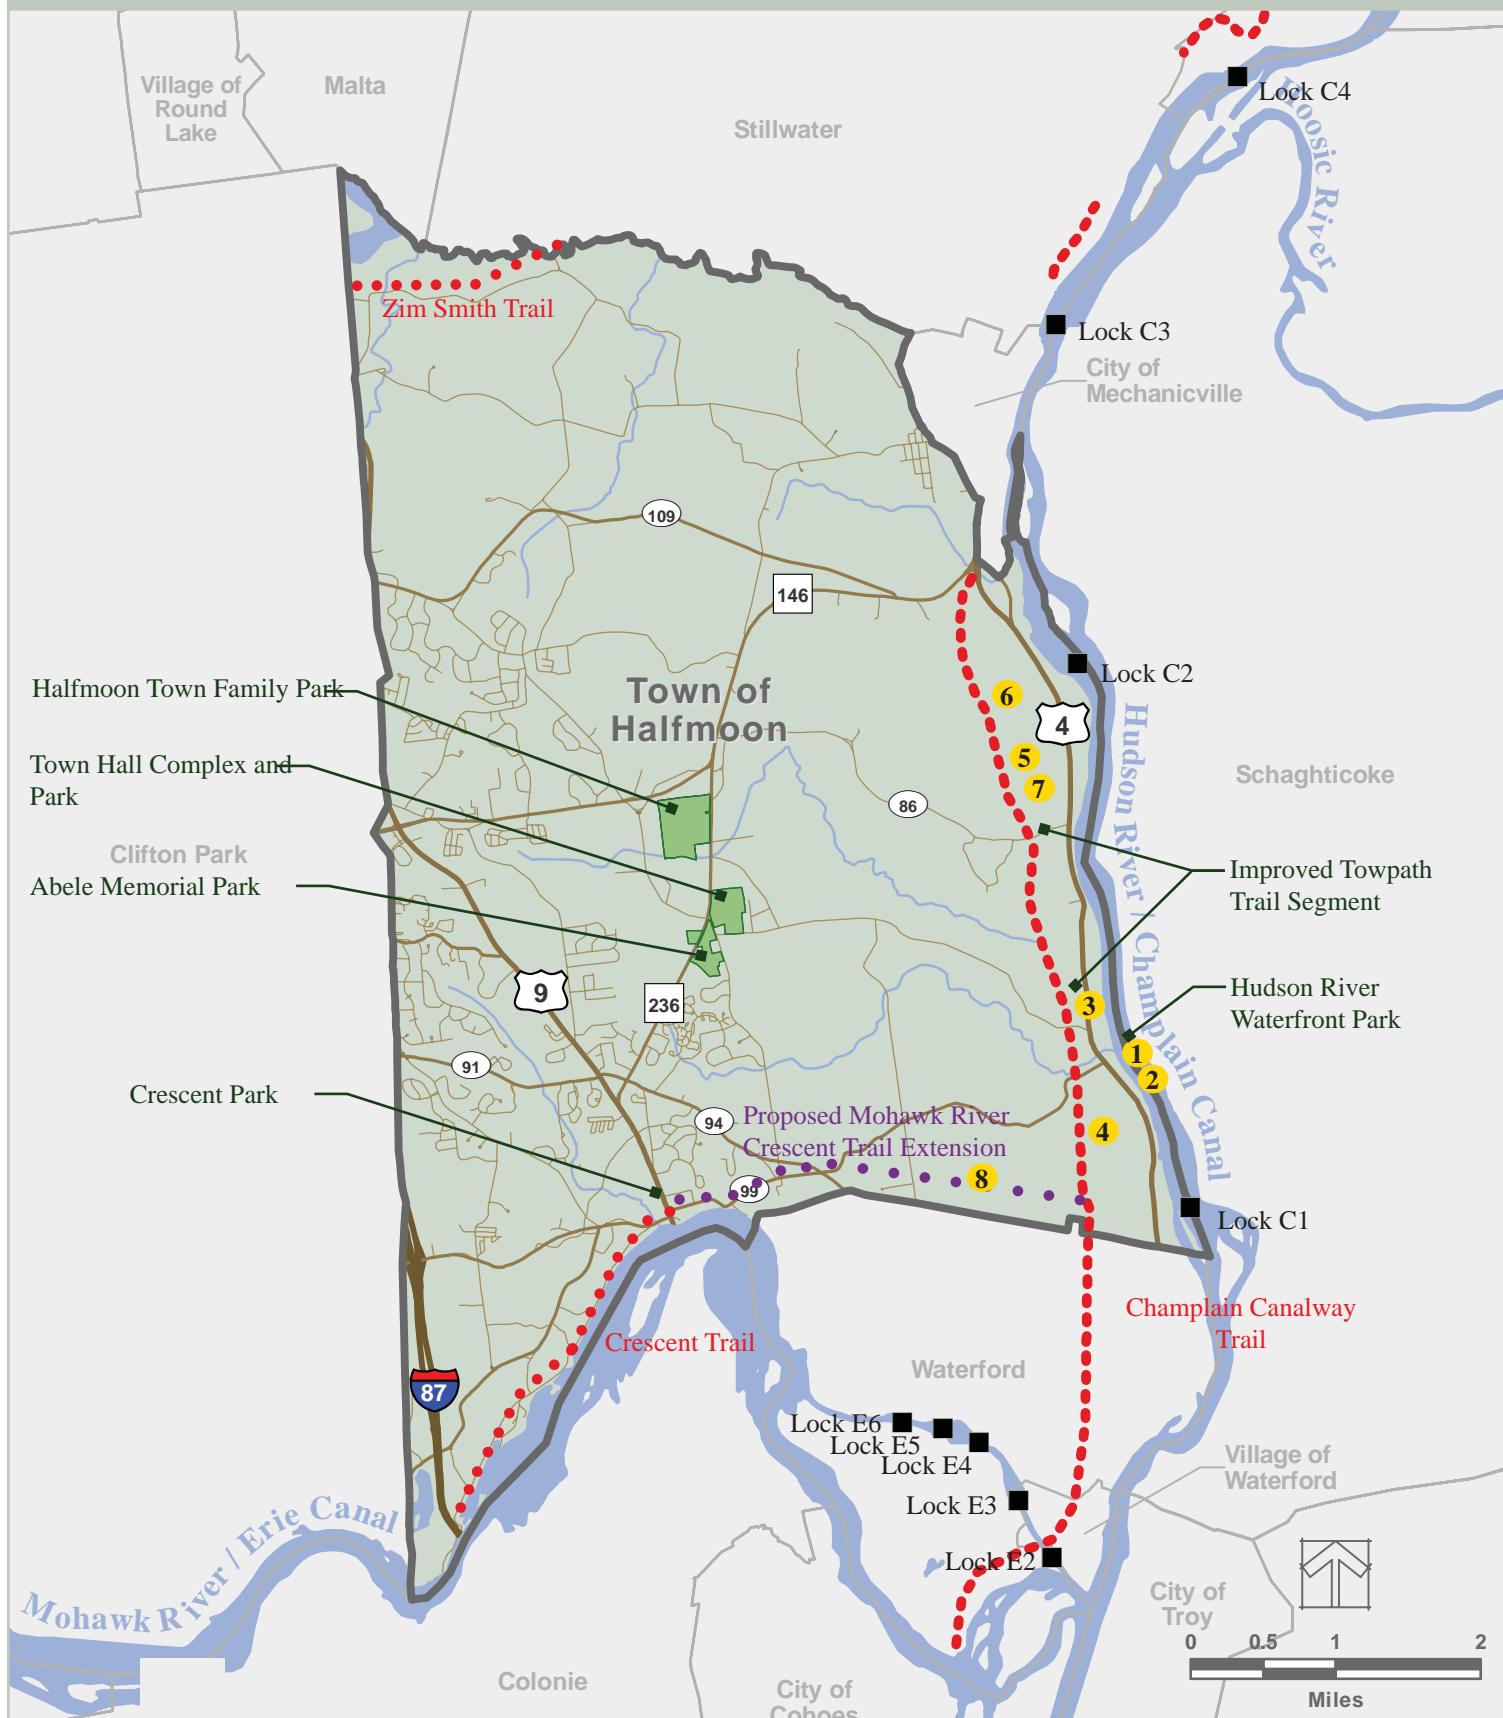 Village of
Round
Lake
Malta
Stillwater
Lock C4
Hoosic River
Zim Smith Trail
Lock C3
City of
Mechanicville
109
146
Lock C2
Halfmoon Town Family Park
Town of
Halfmoon
6
4
Hudson River / Champlain Canal
Town Hall Complex and
Park
5
7
Schaghticoke
86
Clifton Park
Abele Memorial Park
Improved Towpath
Trail Segment
9
236
3
Hudson River
Waterfront Park
91
1
2
Crescent Park
94
Proposed Mohawk River
Crescent Trail Extension
4
8
99
Lock C1
Champlain Canalway
Trail
Crescent Trail
Waterford
87
Lock E6
Lock E5
Lock E4
Village of
Waterford
Lock E3
Mohawk River / Erie Canal
Lock E2
City of
Troy
0 0.5 1 2
Miles
Colonie
City of
Cohoes